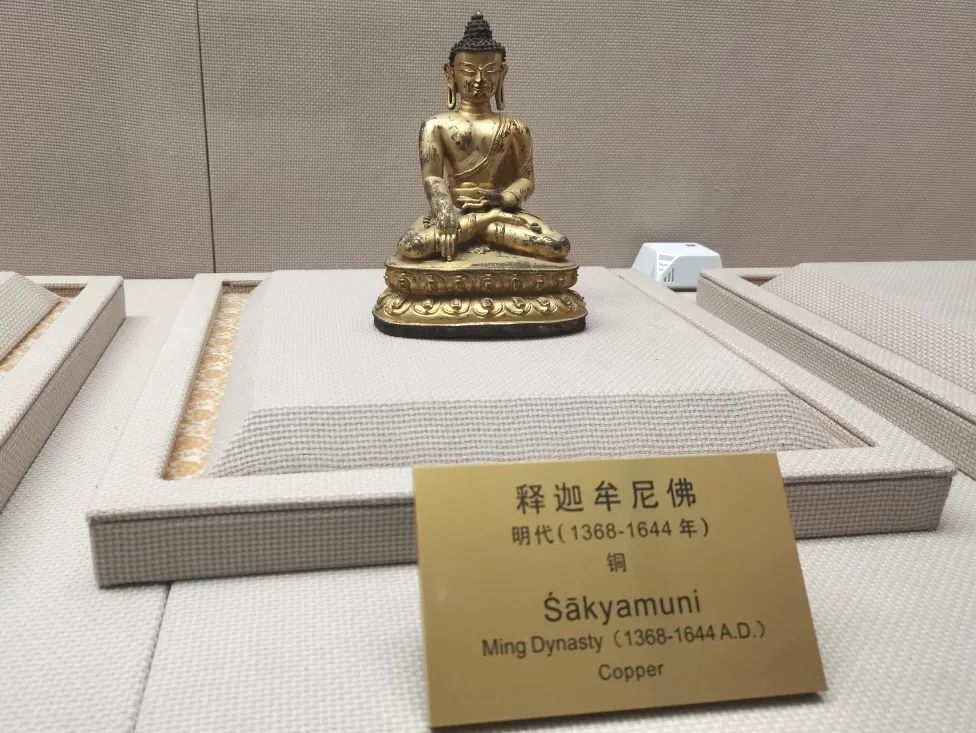 释迦牟尼佛
明代(1368-1644 年)
铜
Śākyamuni
Ming Dynasty（1368-1644 A.D.）
Copper